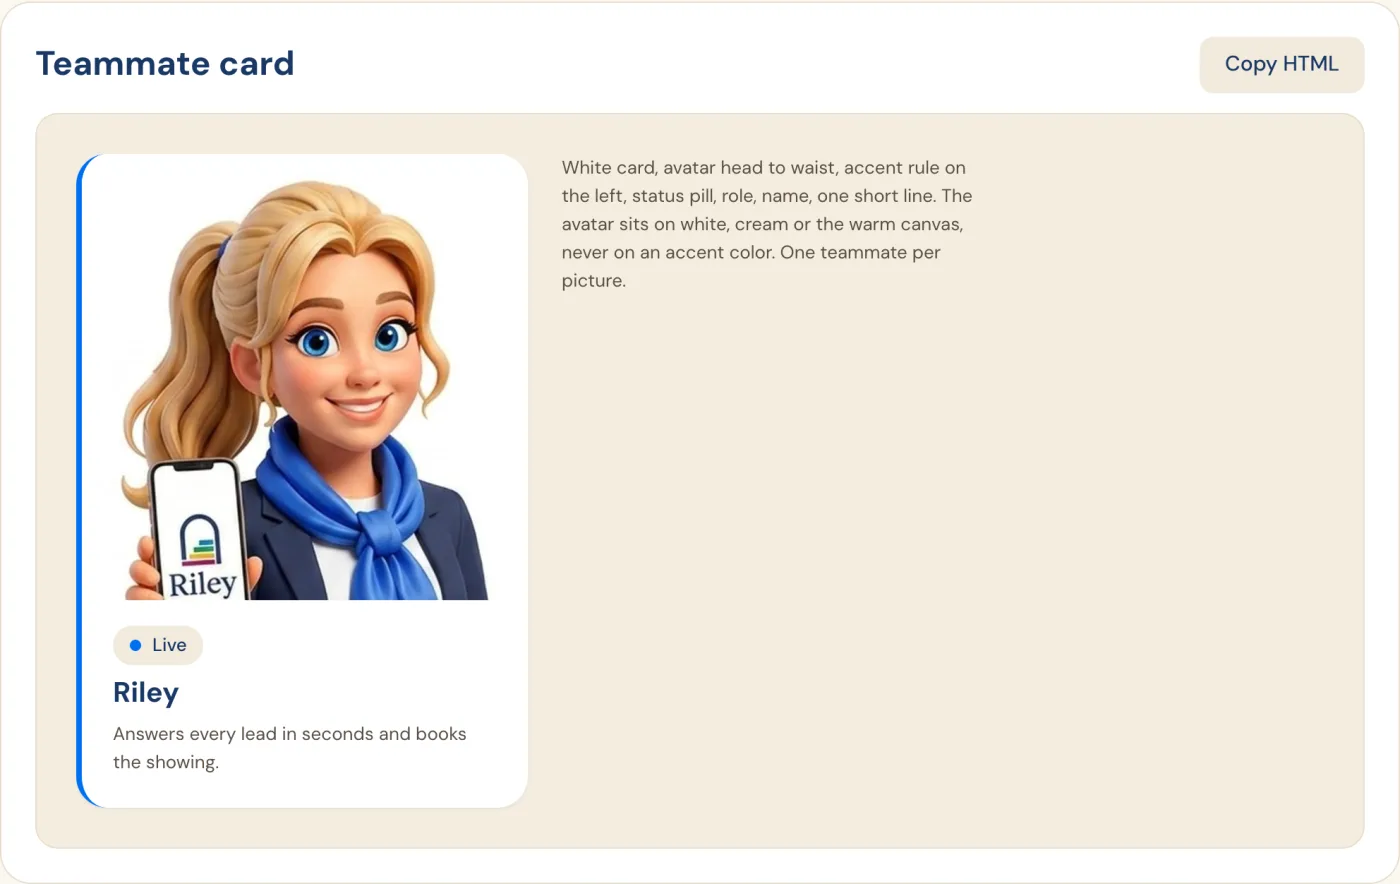 Teammate card
Copy HTML
White card, avatar head to waist, accent rule on
the left, status pill, role, name, one short line. The
avatar sits on white, cream or the warm canvas,
never on an accent color. One teammate per
picture.
Riley
Live
Riley
Answers every lead in seconds and books
the showing.